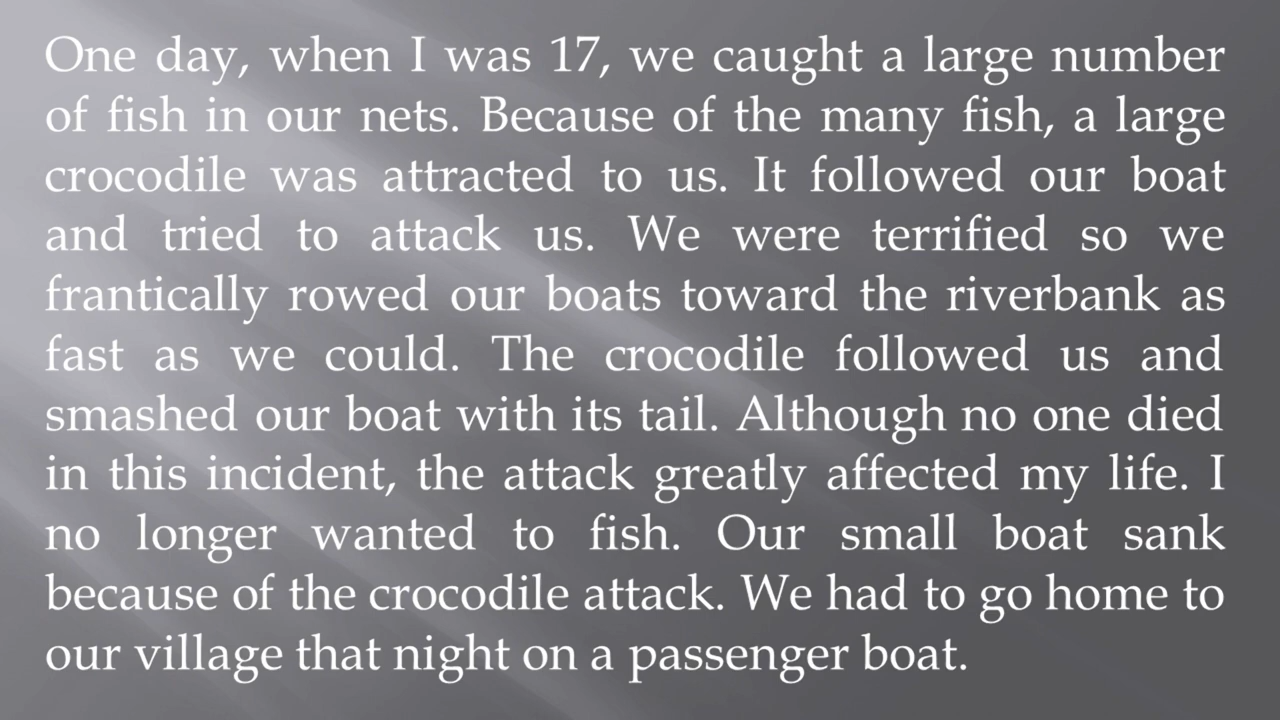 One day, when I was 17, we caught a large number
of fish in our nets. Because of the many fish, a large
crocodile was attracted to us. It followed our boat
and tried to attack us. We were terrified so we
frantically rowed our boats toward the riverbank as
fast as we could. The crocodile followed us and
smashed our boat with its tail. Although no one died
in this incident, the attack greatly affected my life. I
no longer wanted to fish. Our small boat sank
because of the crocodile attack. We had to go home to
our village that night on a passenger boat.